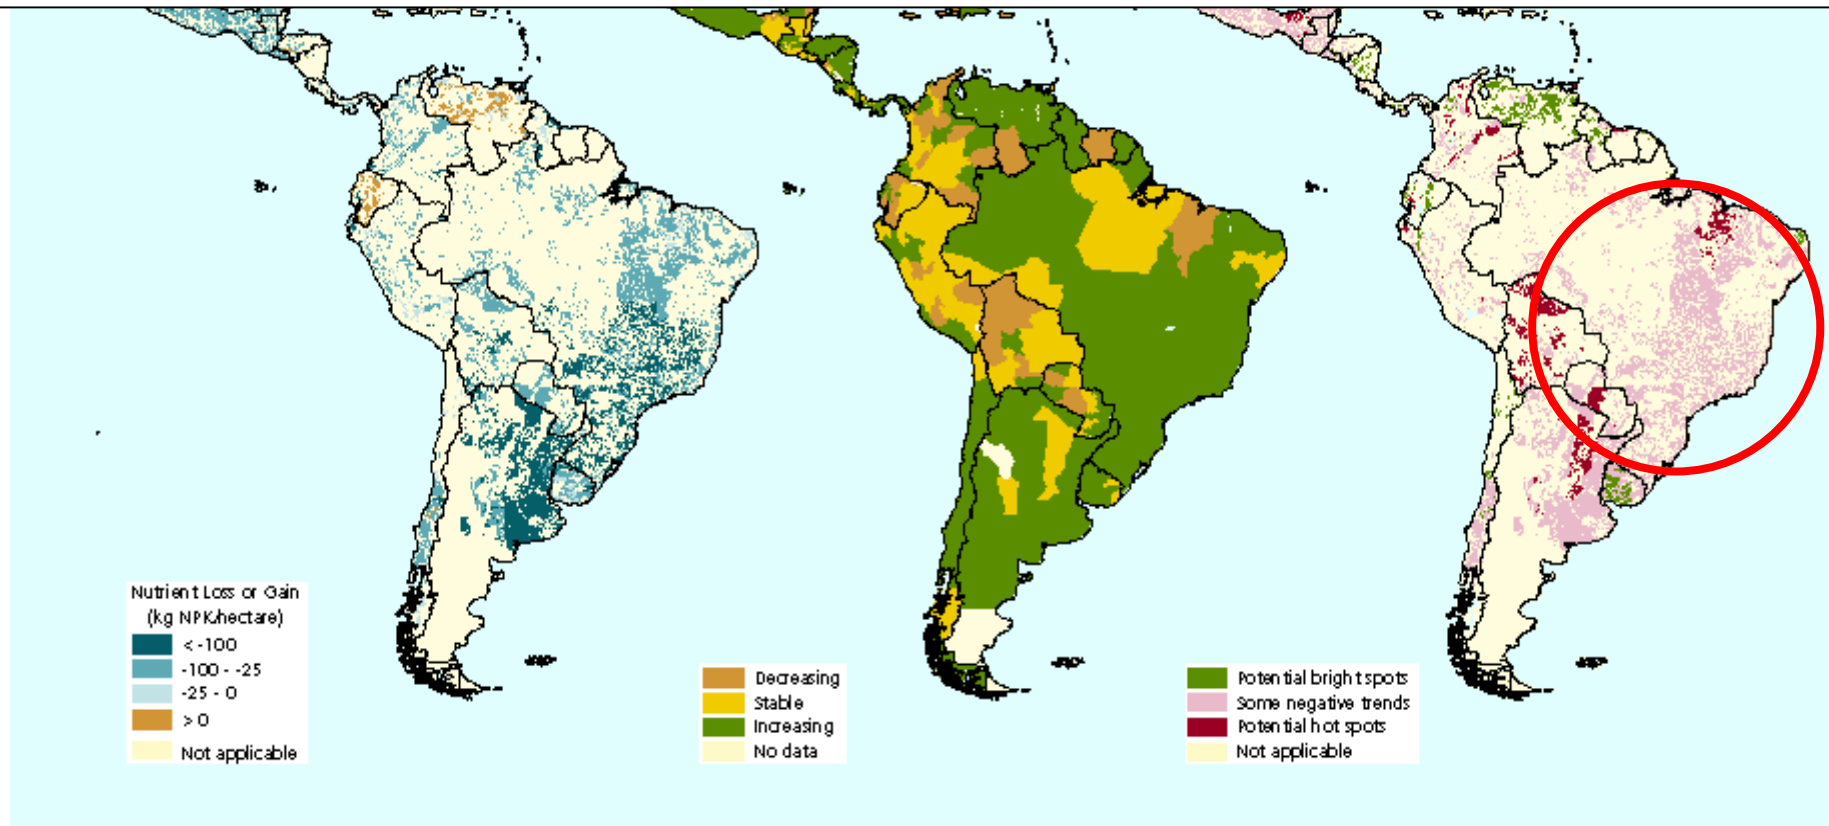 Nutrient Loss or Gain
(kg NPK/hectare)
< -100
-100 - -25
-25 - 0
> 0
Not applicable
Decreasing
Stable
Increasing
No data
Potential bright spots
Some negative trends
Potential hot spots
Not applicable